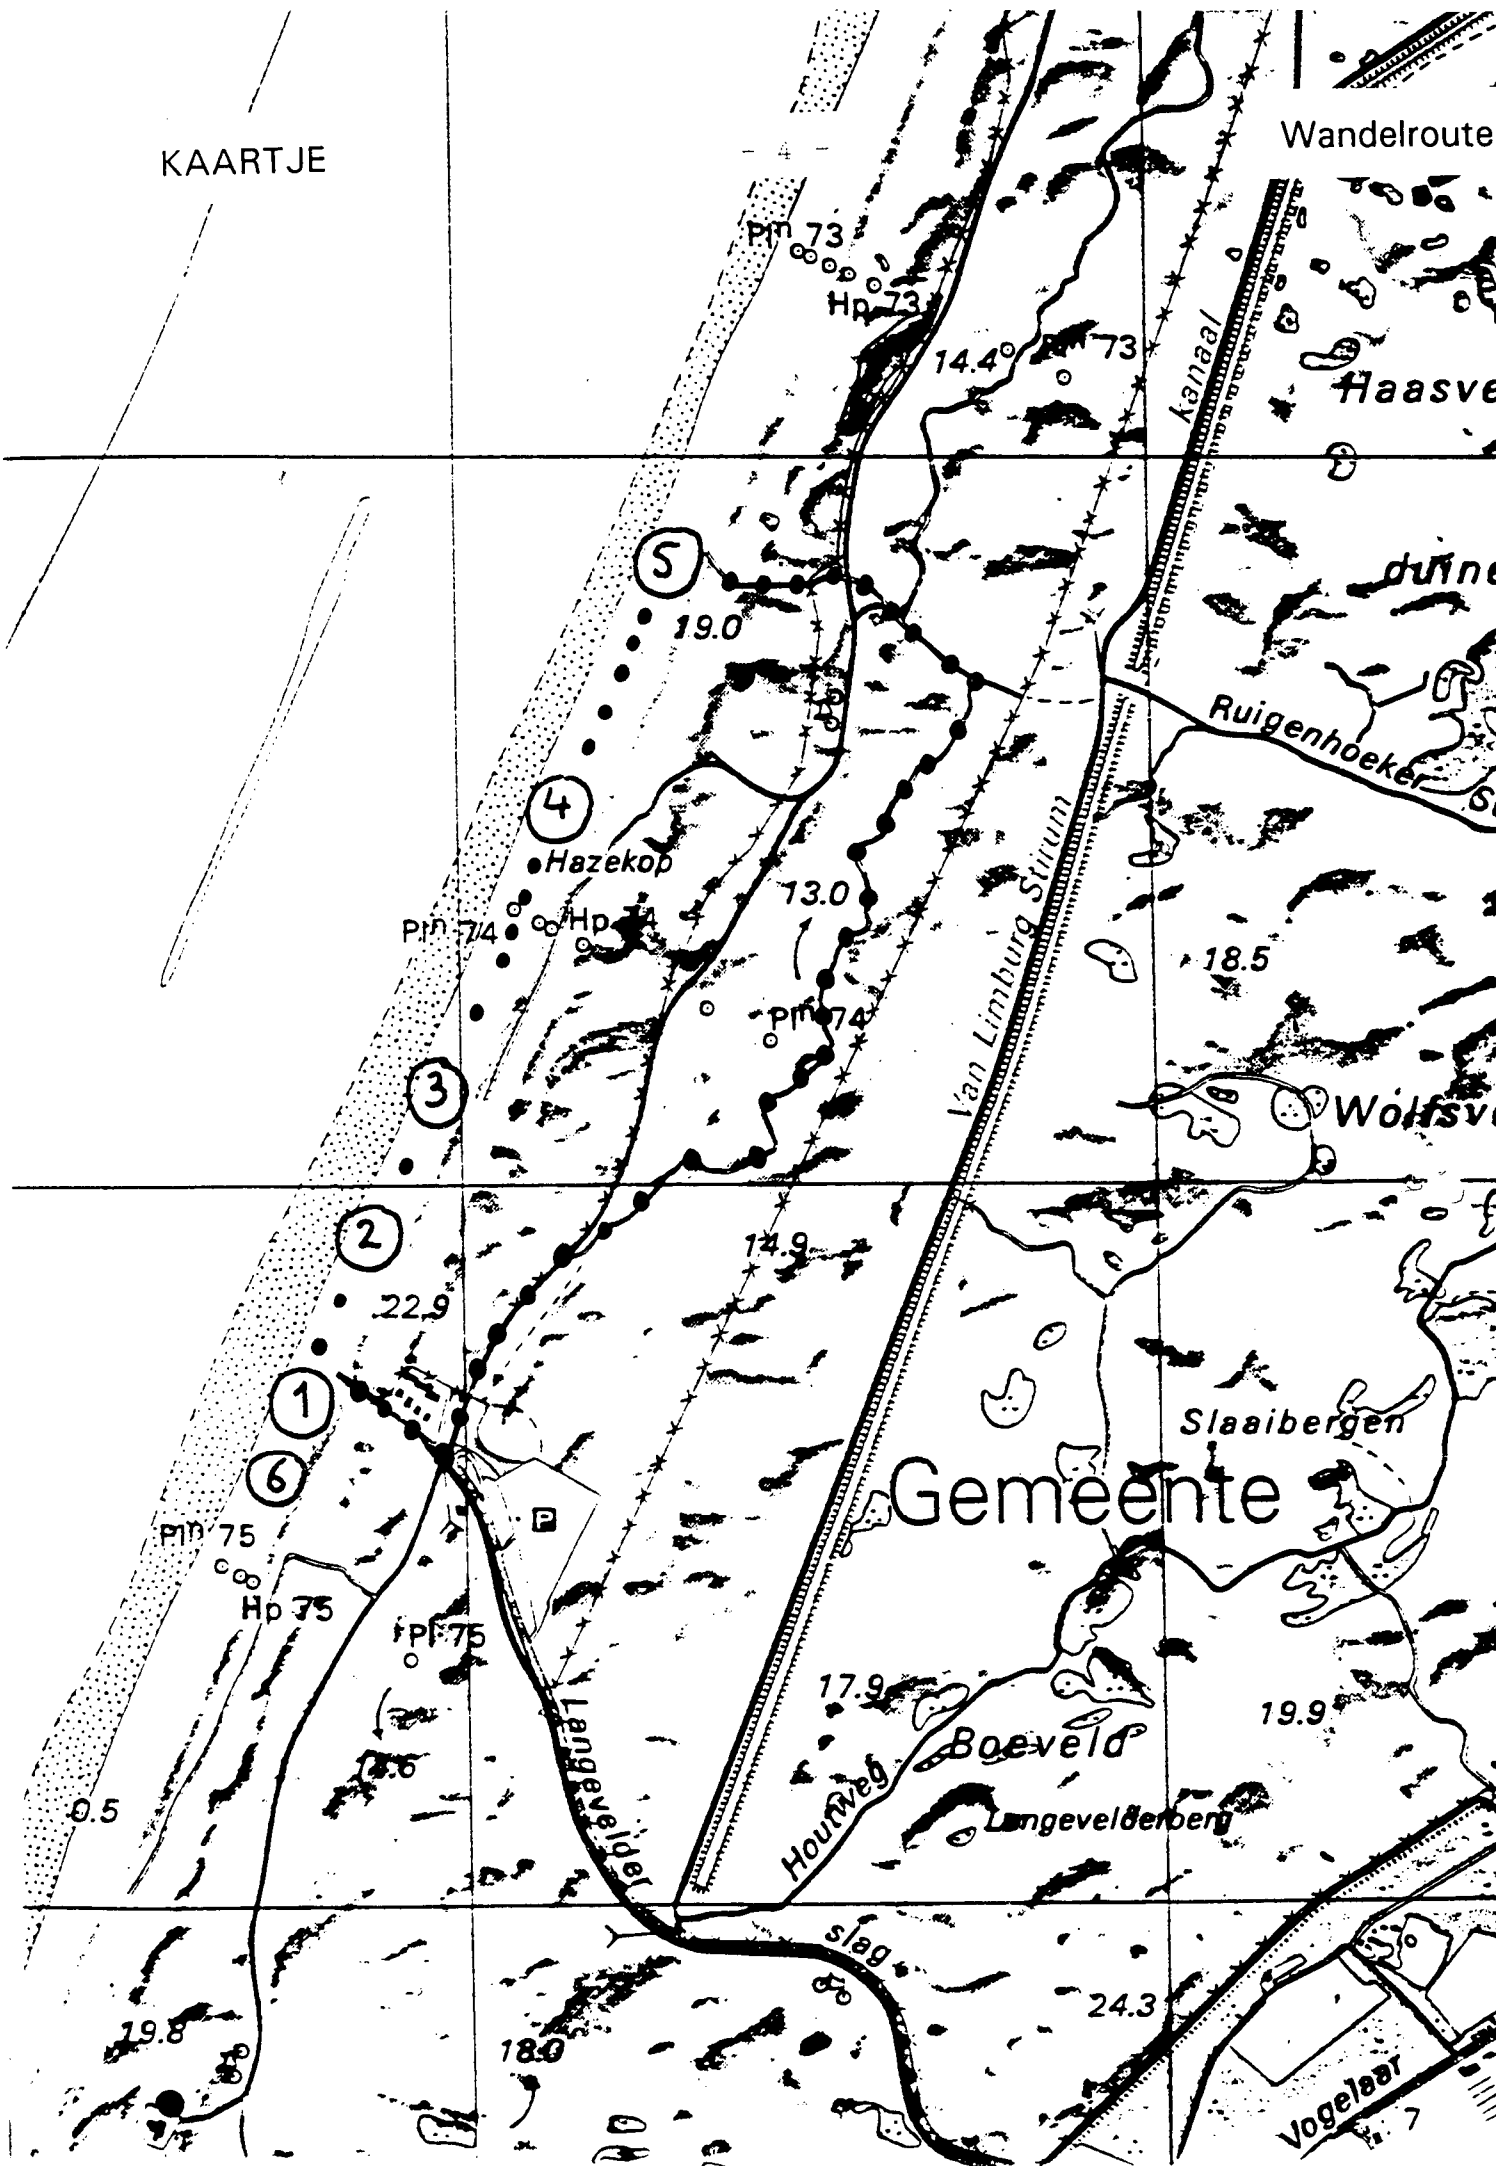 KAARTJE
- 4 -
Wandelroute
Pln 73
Hp 73
14.4
Pln 73
kanaal
Haasve
5
19.0
duine
Ruigenhoeker
4
Hazekop
Pln 74
Hp 74
13.0
Pln 74
Van Limburg Stirum
18.5
3
Wolfsv
2
14.9
22.9
1
Slaaibergen
6
Gemeente
P
Pln 75
Hp 75
Pl 75
17.9
19.9
Boeveld
Houtweg
Langevelderberg
0.5
Langevelder
slag
24.3
19.8
18.0
Vogelaar
7